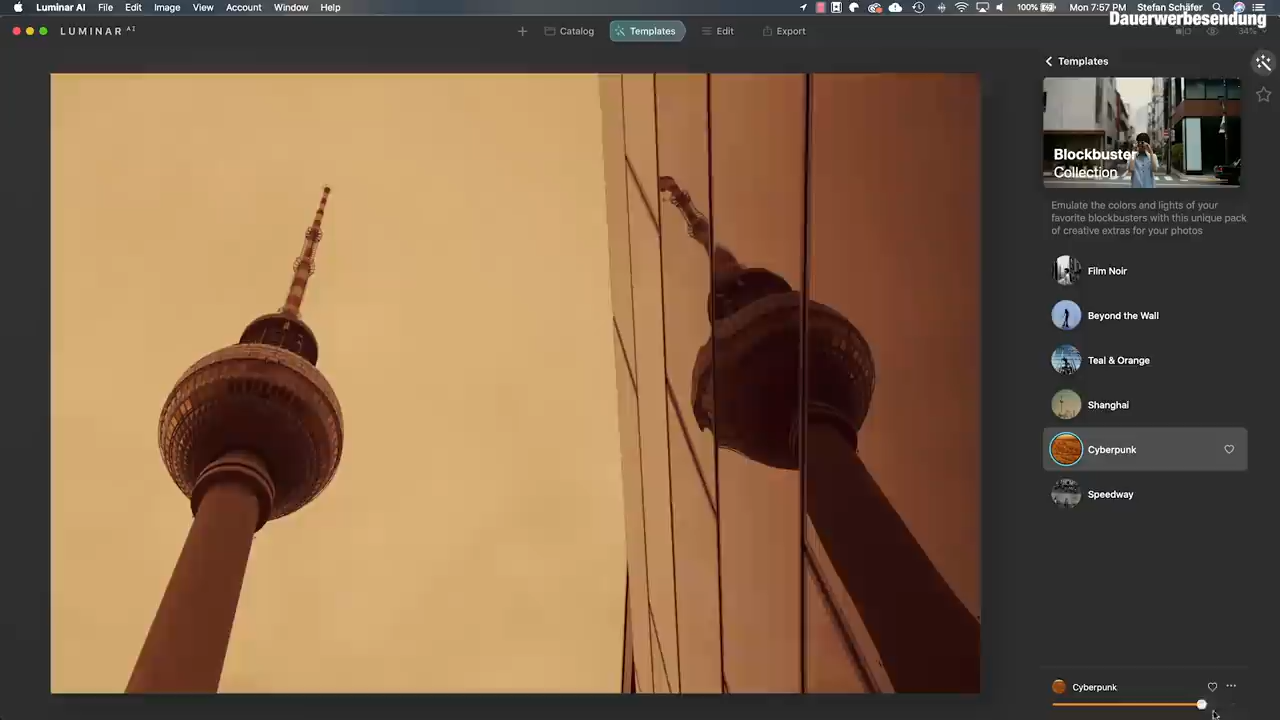 Luminar AI File Edit Image View Account Window Help 100% Mon 7:57 PM Stefan Schäfer
Dauerwerbesendung
LUMINAR AI
Catalog Templates Edit Export 34%
Templates
Blockbuster
Collection
Emulate the colors and lights of your
favorite blockbusters with this unique pack
of creative extras for your photos
Film Noir
Beyond the Wall
Teal & Orange
Shanghai
Cyberpunk
Speedway
Cyberpunk